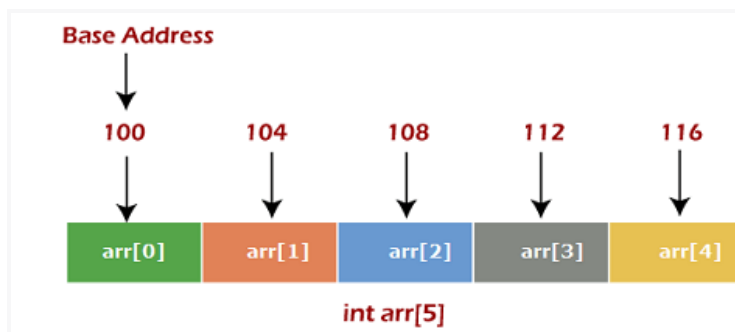 Base Address
100 104 108 112 116
arr[0] arr[1] arr[2] arr[3] arr[4]
int arr[5]